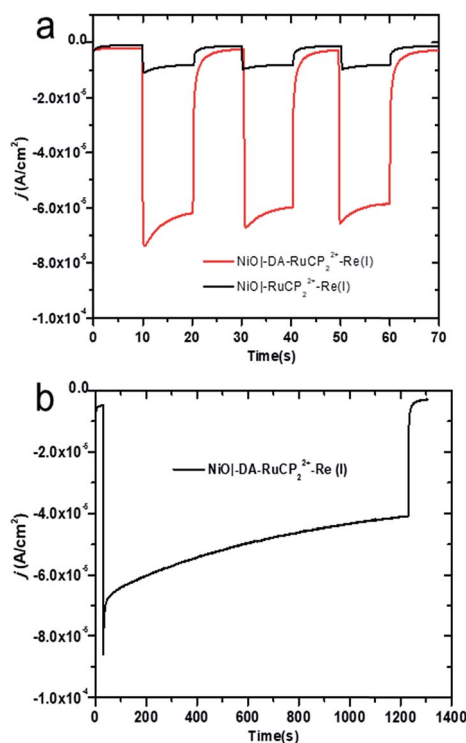 a
0.0
-2.0x10⁻⁵
-4.0x10⁻⁵
-6.0x10⁻⁵
-8.0x10⁻⁵
-1.0x10⁻⁴
j (A/cm²)
NiO|-DA-RuCP₂²⁺-Re(I)
NiO|-RuCP₂²⁺-Re(I)
0 10 20 30 40 50 60 70
Time(s)
b
0.0
-2.0x10⁻⁵
-4.0x10⁻⁵
-6.0x10⁻⁵
-8.0x10⁻⁵
-1.0x10⁻⁴
j (A/cm²)
NiO|-DA-RuCP₂²⁺-Re (I)
0 200 400 600 800 1000 1200 1400
Time(s)